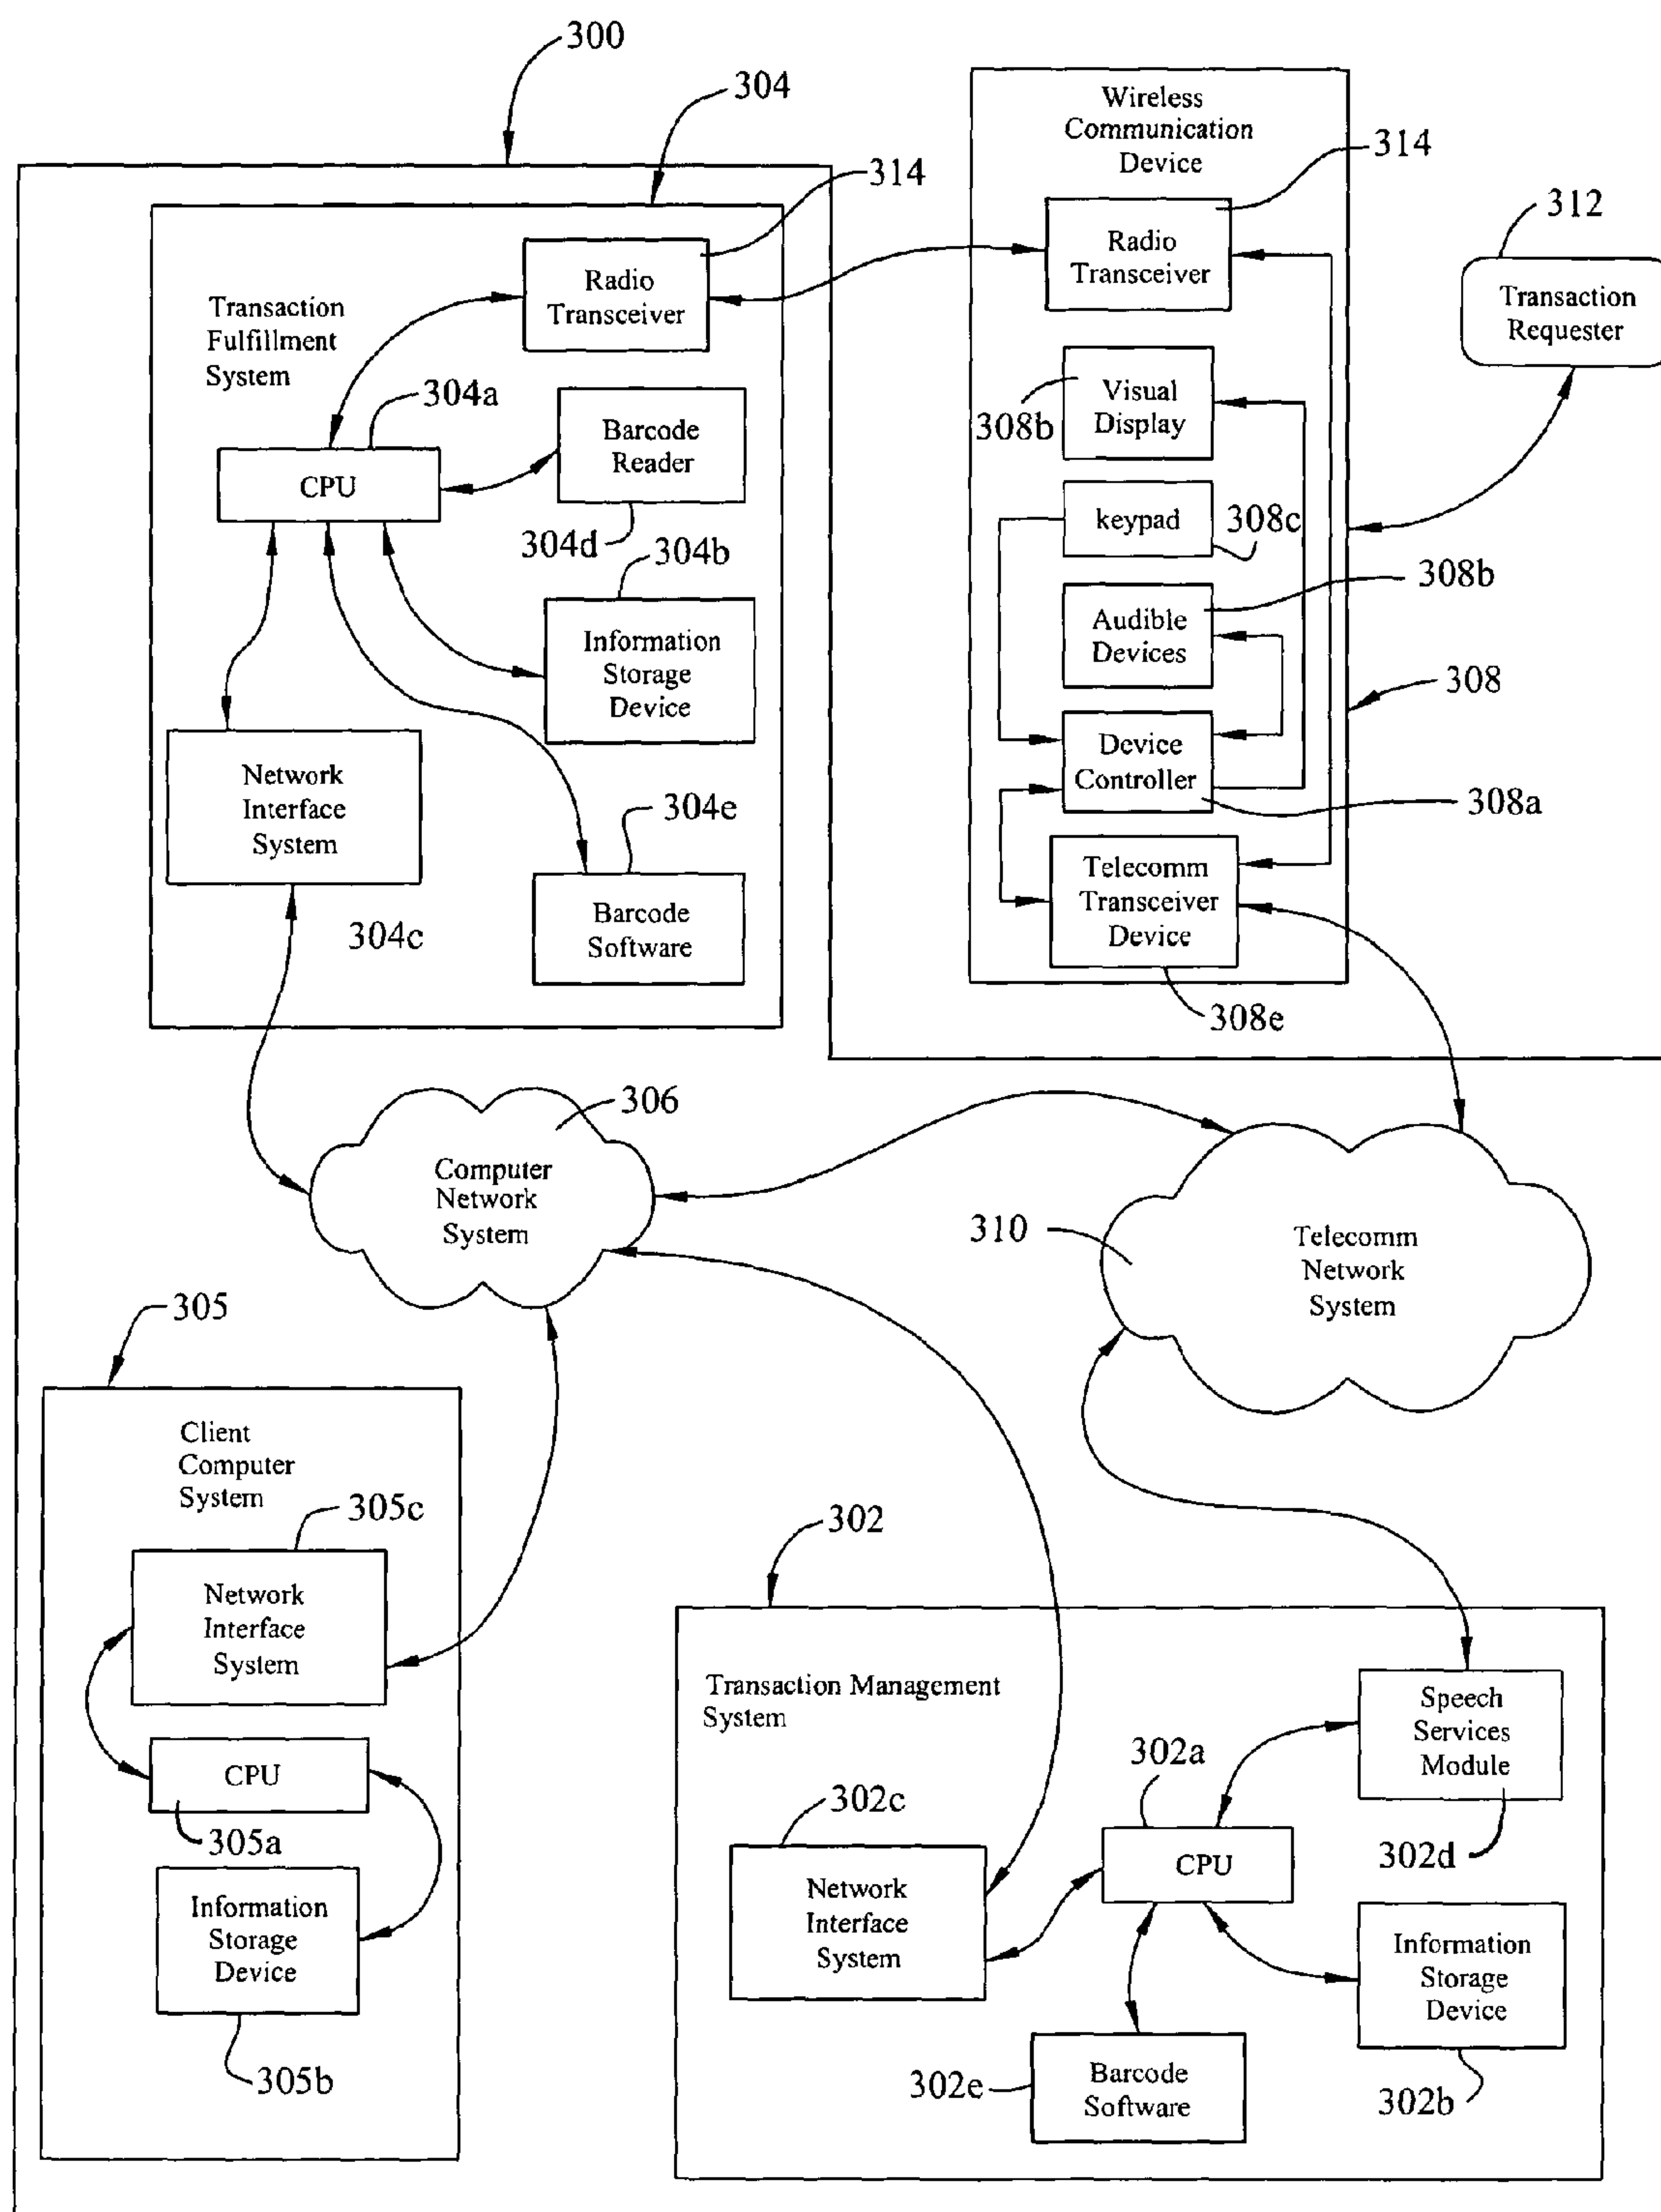 300
304
314
Radio
Transceiver
Transaction
Fulfillment
System
304a
CPU
Barcode
Reader
304d
304b
Information
Storage
Device
Network
Interface
System
304c
304e
Barcode
Software
Wireless
Communication
Device
314
Radio
Transceiver
308b
Visual
Display
keypad
308c
Audible
Devices
308b
308
Device
Controller
308a
Telecomm
Transceiver
Device
308e
312
Transaction
Requester
306
Computer
Network
System
310
Telecomm
Network
System
305
Client
Computer
System
305c
Network
Interface
System
CPU
305a
Information
Storage
Device
305b
302
Transaction Management
System
302c
Network
Interface
System
302a
CPU
Speech
Services
Module
302d
Information
Storage
Device
302b
302e
Barcode
Software